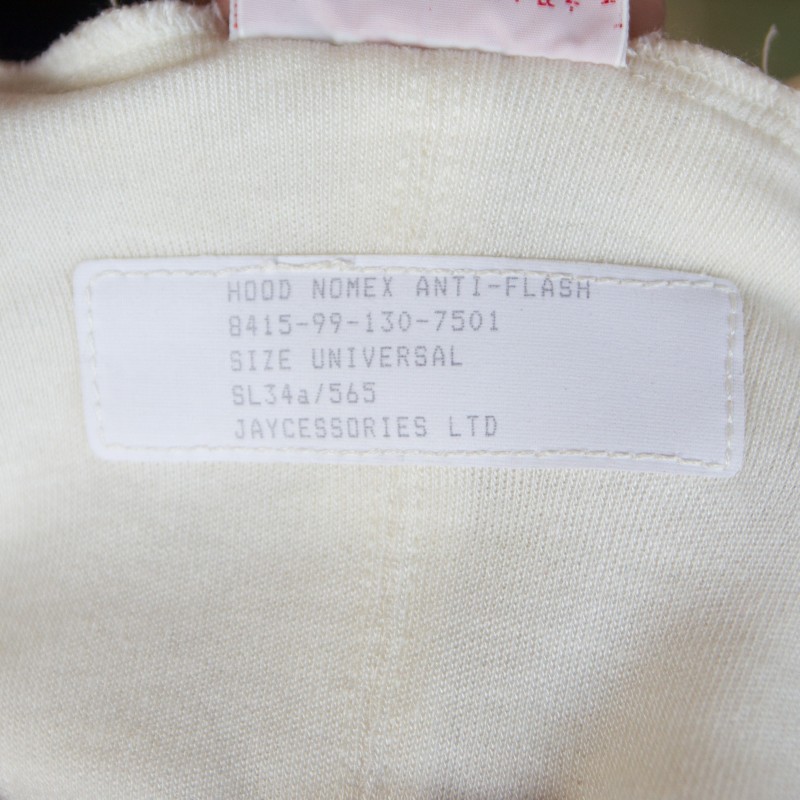 HOOD NOMEX ANTI-FLASH
8415-99-130-7501
SIZE UNIVERSAL
SL34a/565
JAYCESSORIES LTD